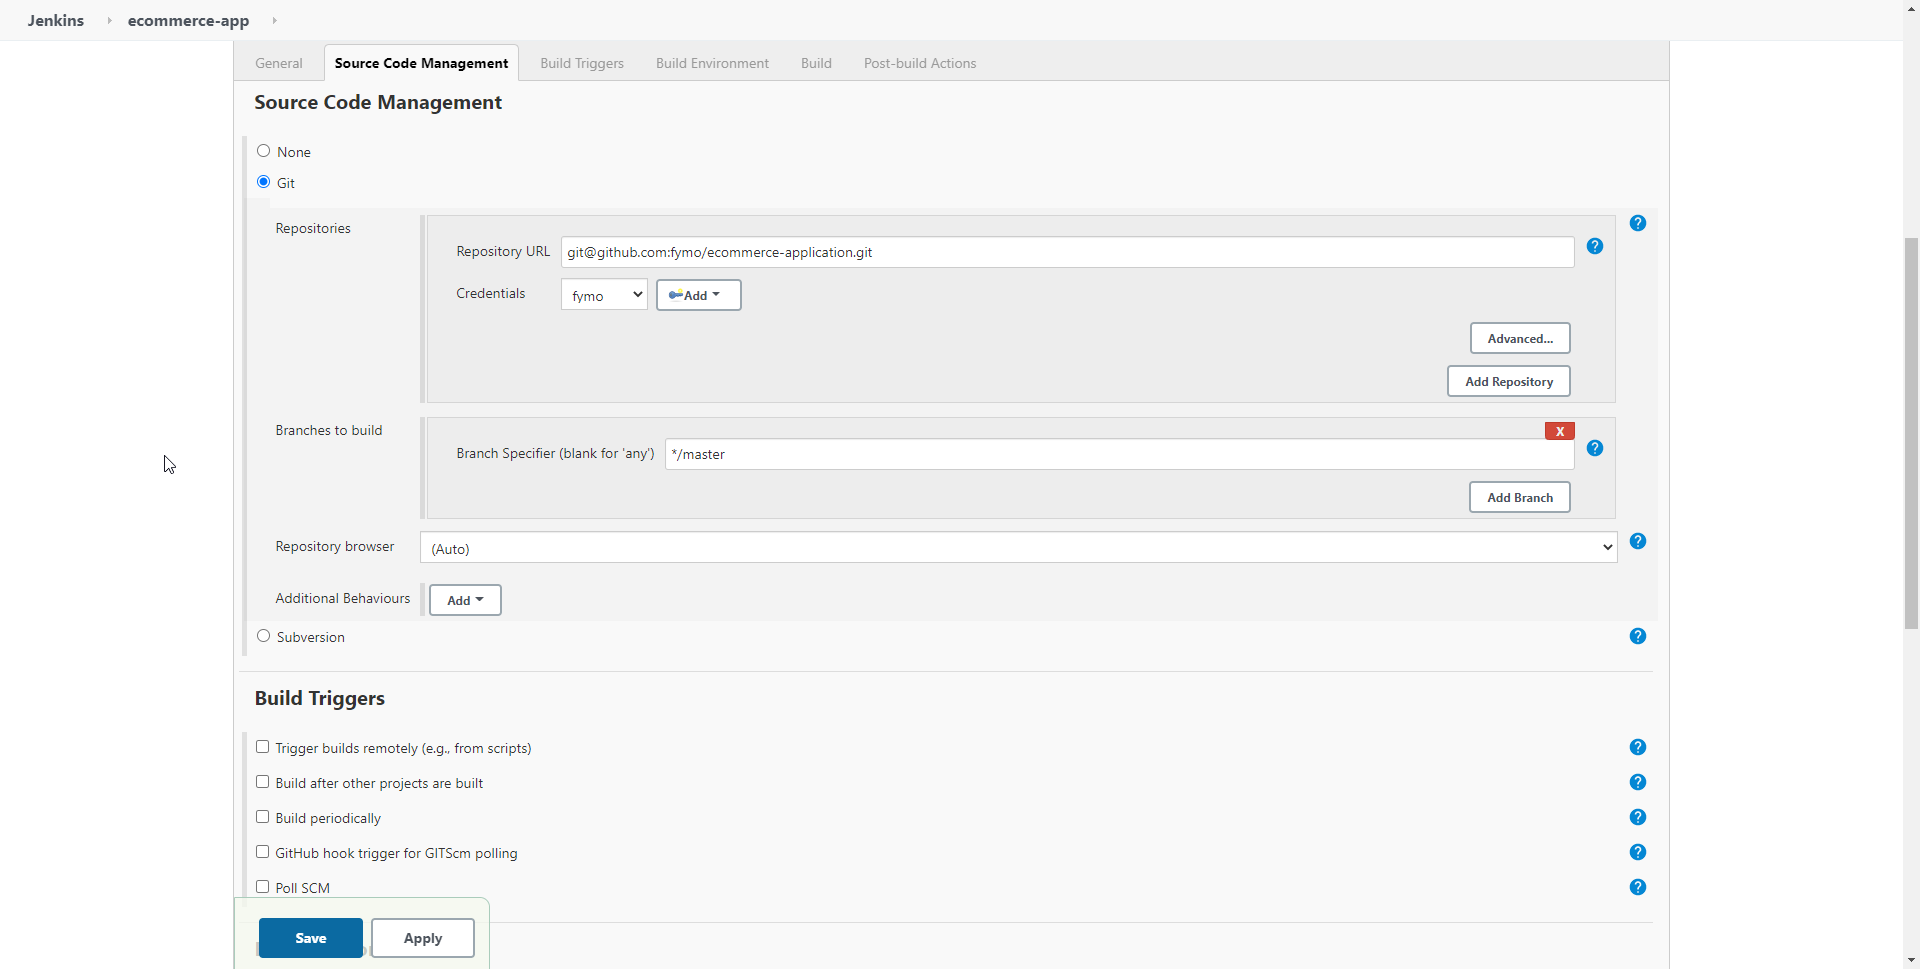 Jenkins ecommerce-app
General Source Code Management Build Triggers Build Environment Build Post-build Actions
Source Code Management
None
Git
Repositories
?
Repository URL git@github.com:fymo/ecommerce-application.git
?
Credentials fymo Add
Advanced...
Add Repository
Branches to build
X
Branch Specifier (blank for 'any') */master
?
Add Branch
Repository browser (Auto)
?
Additional Behaviours Add
Subversion
?
Build Triggers
Trigger builds remotely (e.g., from scripts)
?
Build after other projects are built
?
Build periodically
?
GitHub hook trigger for GITScm polling
?
Poll SCM
?
Save Apply